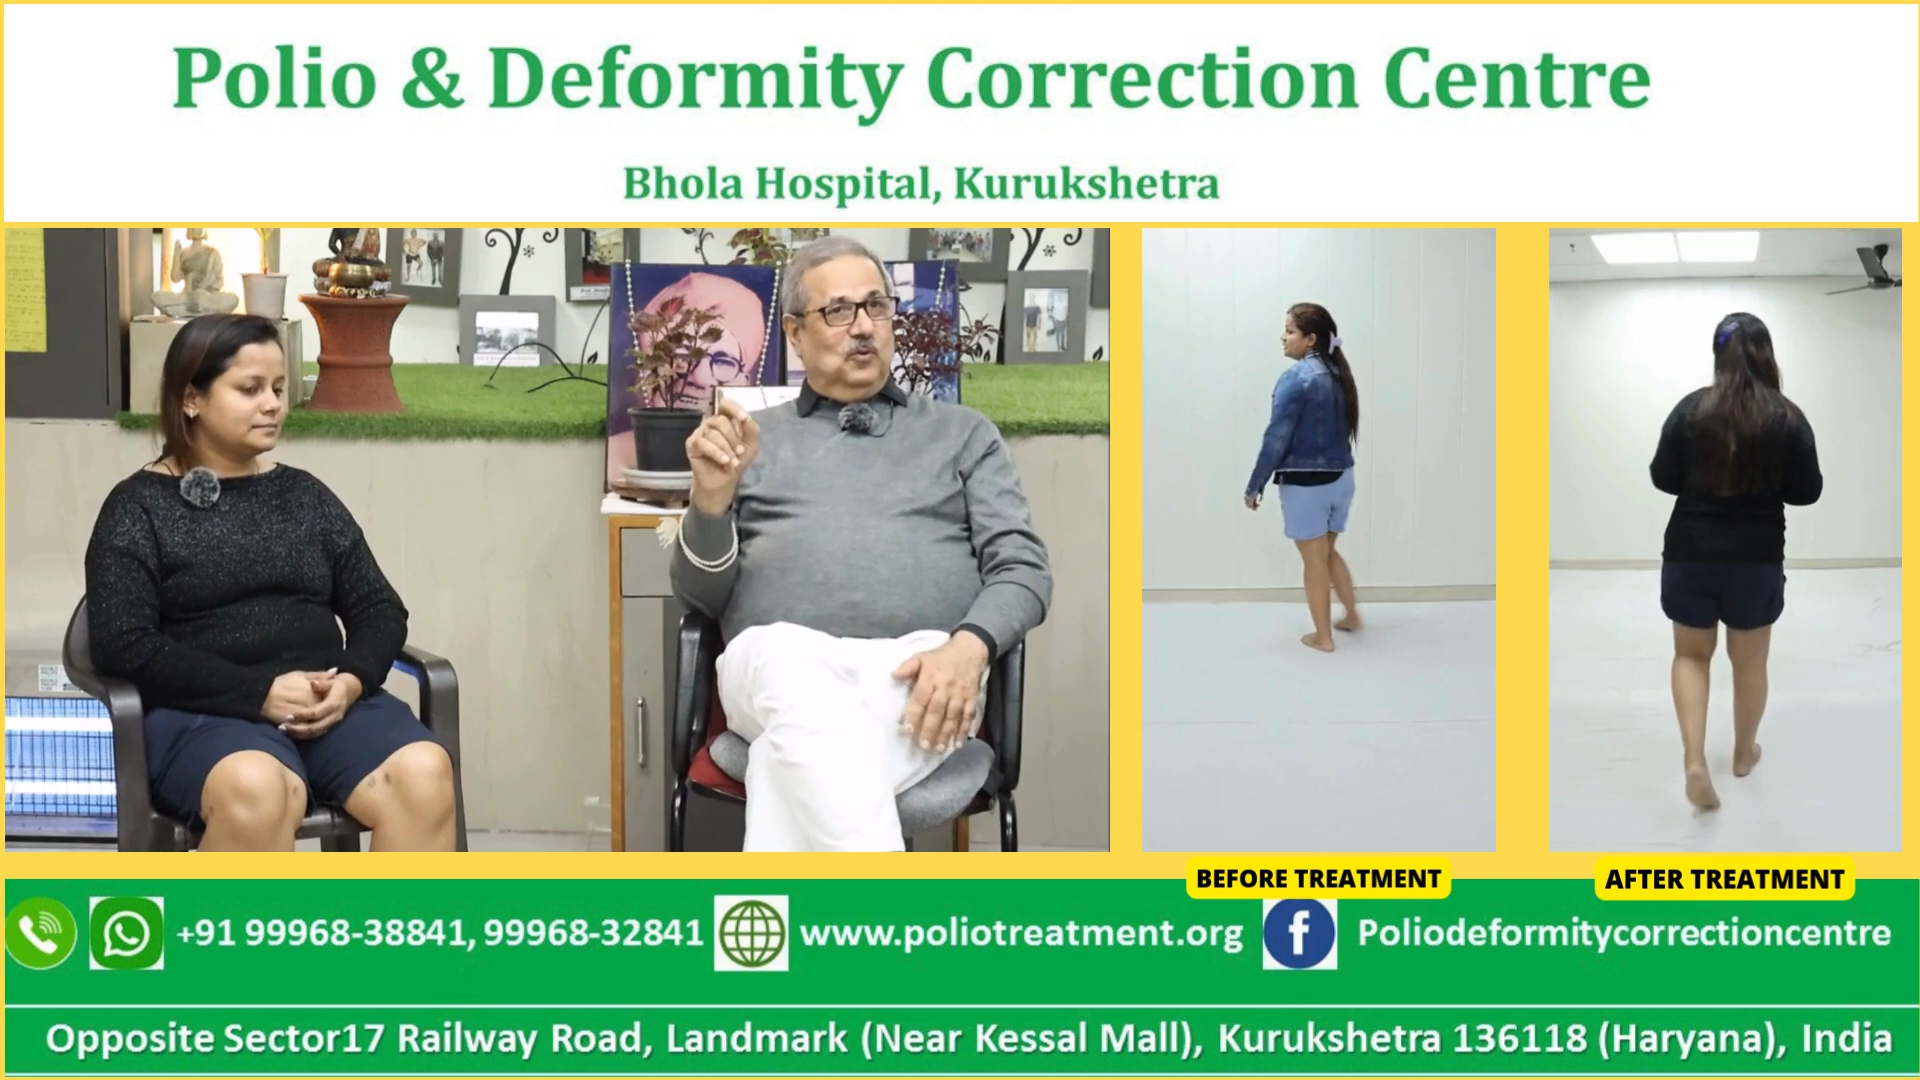 Polio & Deformity Correction Centre
Bhola Hospital, Kurukshetra
BEFORE TREATMENT
AFTER TREATMENT
+91 99968-38841, 99968-32841 www.poliotreatment.org f Poliodeformitycorrectioncentre
Opposite Sector17 Railway Road, Landmark (Near Kessal Mall), Kurukshetra 136118 (Haryana), India